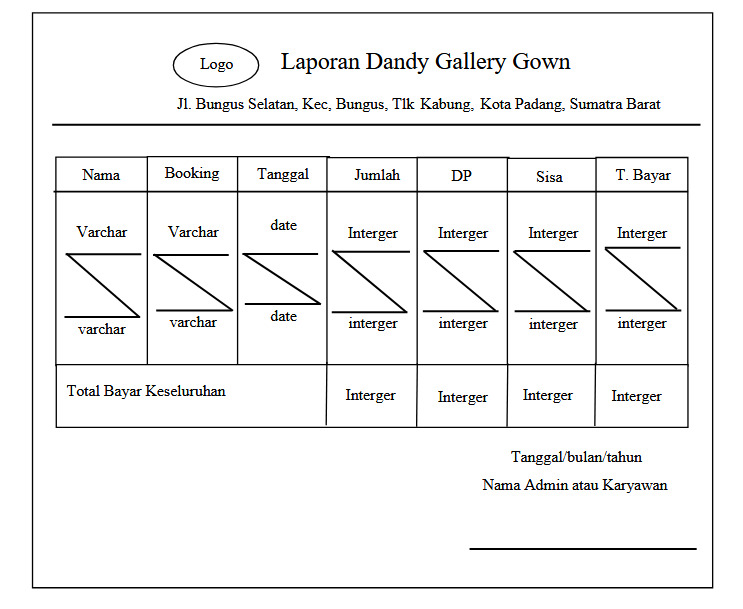 Logo
Laporan Dandy Gallery Gown
Jl. Bungus Selatan, Kec, Bungus, Tlk Kabung, Kota Padang, Sumatra Barat
Nama Booking Tanggal Jumlah DP Sisa T. Bayar
Varchar Varchar date Interger Interger Interger Interger
varchar varchar date interger interger interger interger
Total Bayar Keseluruhan Interger Interger Interger Interger
Tanggal/bulan/tahun
Nama Admin atau Karyawan